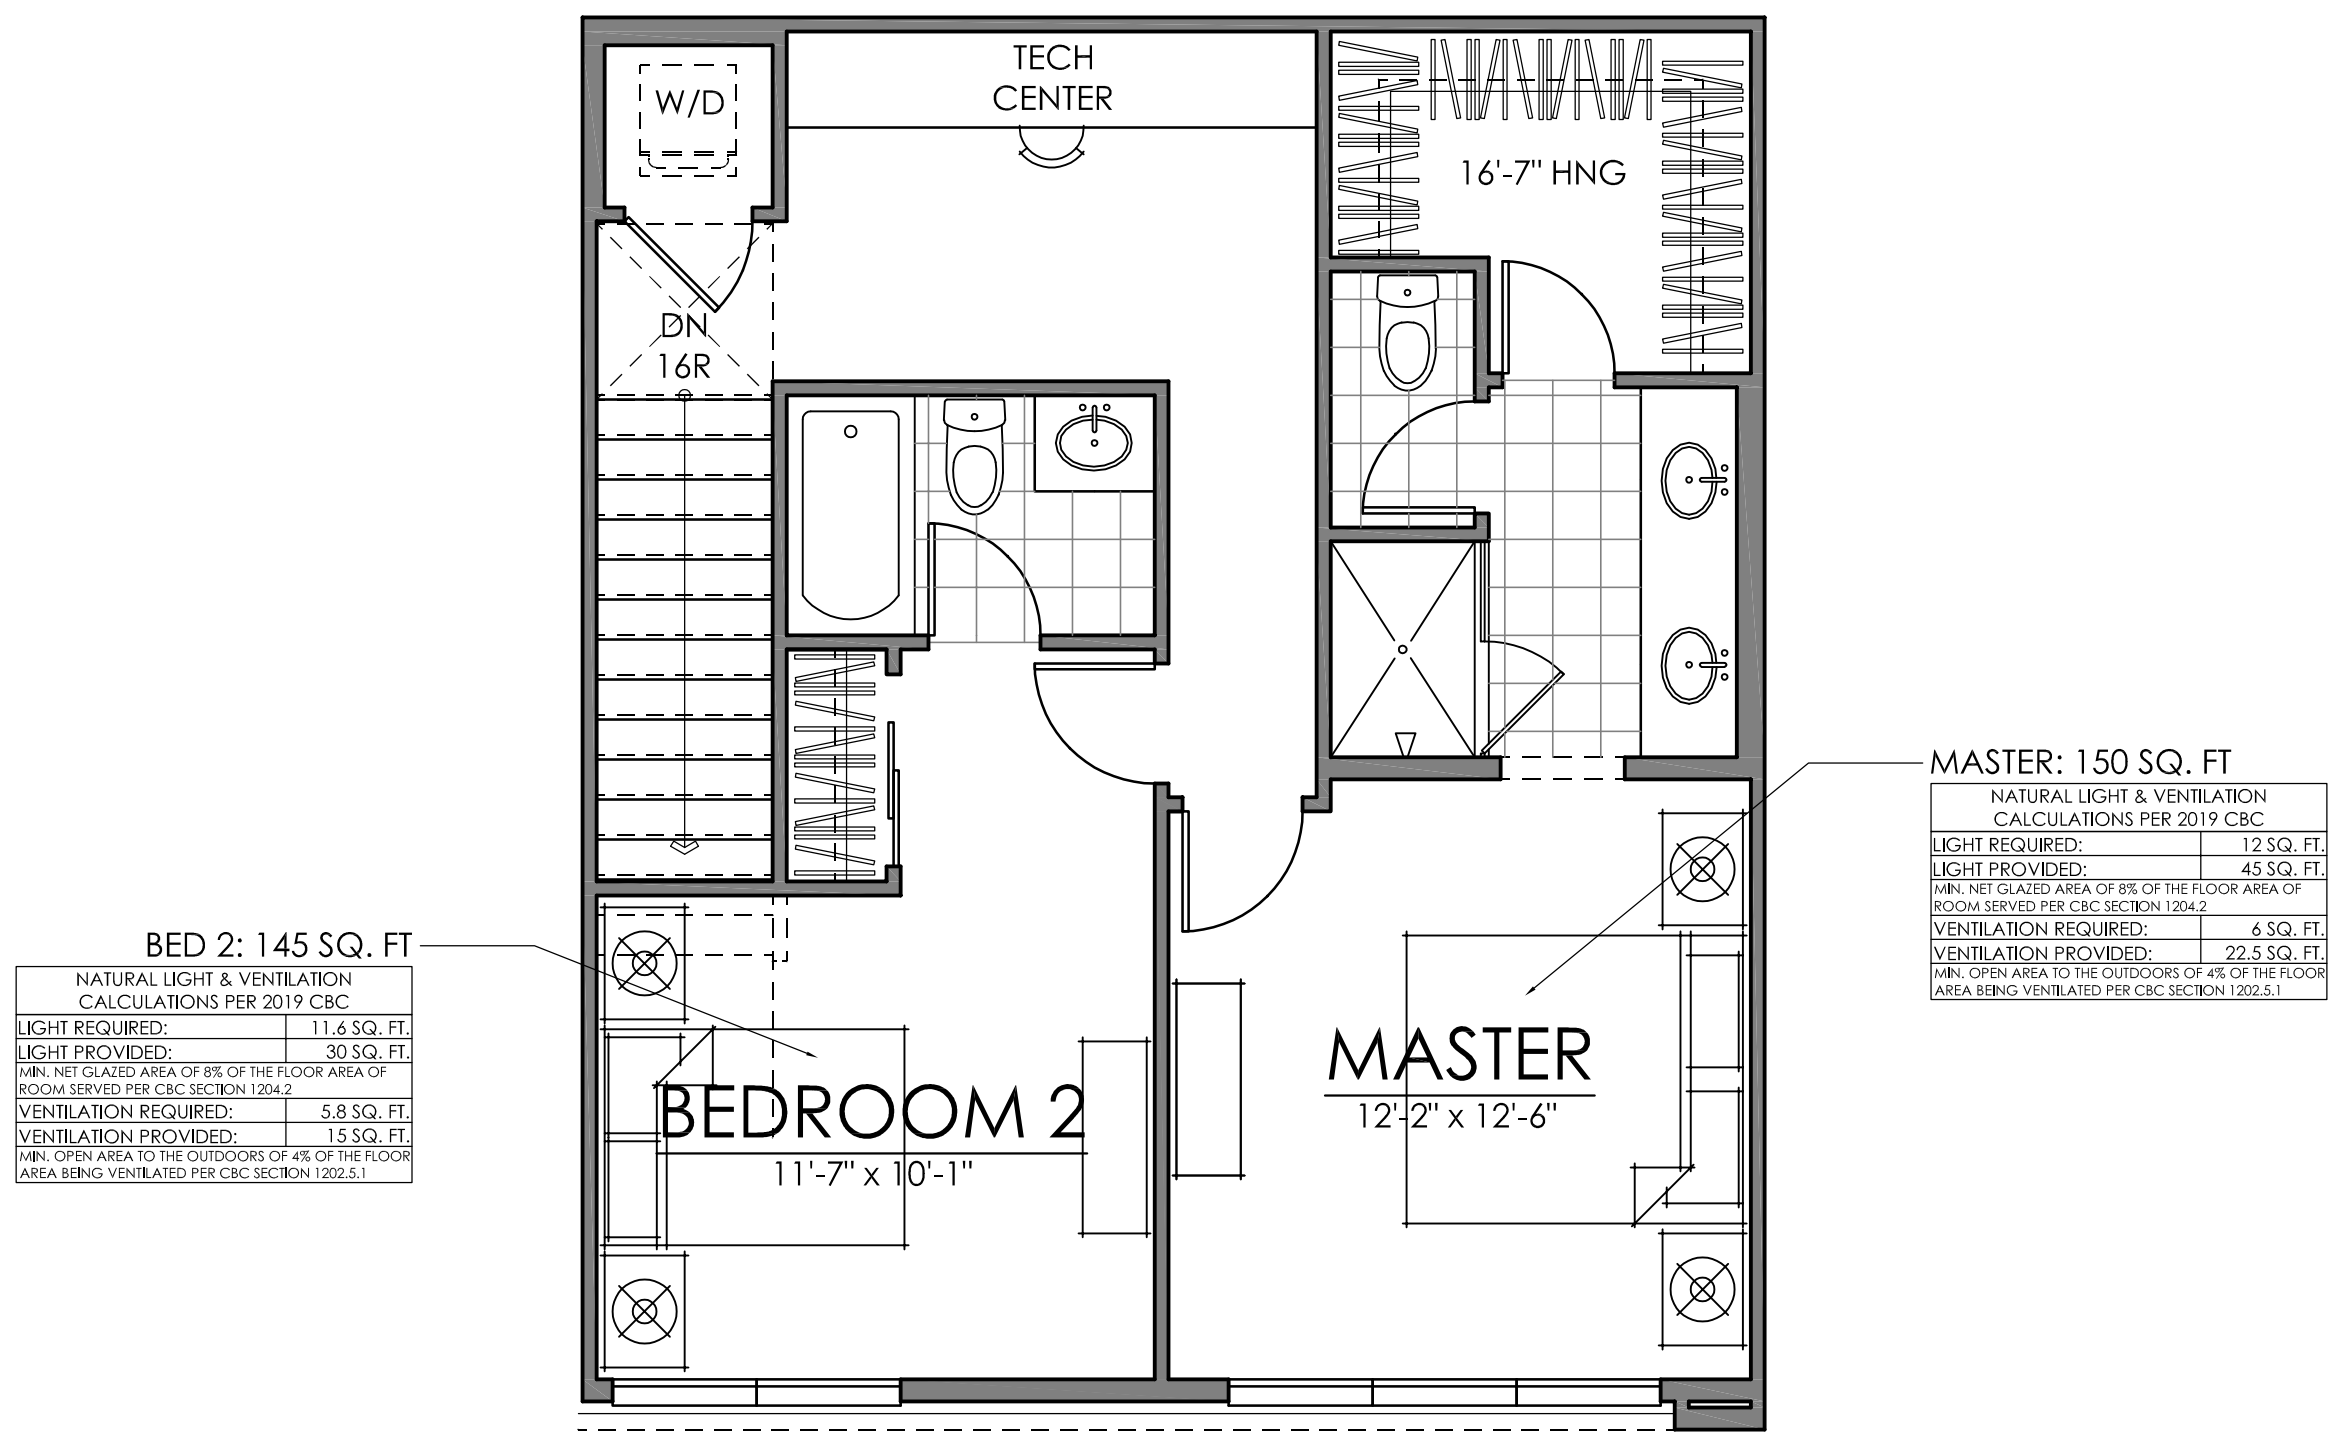 TECH
CENTER
W/D
16'-7" HNG
DN
16R
MASTER: 150 SQ. FT
NATURAL LIGHT & VENTILATION
CALCULATIONS PER 2019 CBC
LIGHT REQUIRED: 12 SQ. FT.
LIGHT PROVIDED: 45 SQ. FT.
MIN. NET GLAZED AREA OF 8% OF THE FLOOR AREA OF
ROOM SERVED PER CBC SECTION 1204.2
VENTILATION REQUIRED: 6 SQ. FT.
VENTILATION PROVIDED: 22.5 SQ. FT.
MIN. OPEN AREA TO THE OUTDOORS OF 4% OF THE FLOOR
AREA BEING VENTILATED PER CBC SECTION 1202.5.1
BED 2: 145 SQ. FT
NATURAL LIGHT & VENTILATION
CALCULATIONS PER 2019 CBC
LIGHT REQUIRED: 11.6 SQ. FT.
LIGHT PROVIDED: 30 SQ. FT.
MIN. NET GLAZED AREA OF 8% OF THE FLOOR AREA OF
ROOM SERVED PER CBC SECTION 1204.2
VENTILATION REQUIRED: 5.8 SQ. FT.
VENTILATION PROVIDED: 15 SQ. FT.
MIN. OPEN AREA TO THE OUTDOORS OF 4% OF THE FLOOR
AREA BEING VENTILATED PER CBC SECTION 1202.5.1
MASTER
12'-2" x 12'-6"
BEDROOM 2
11'-7" x 10'-1"